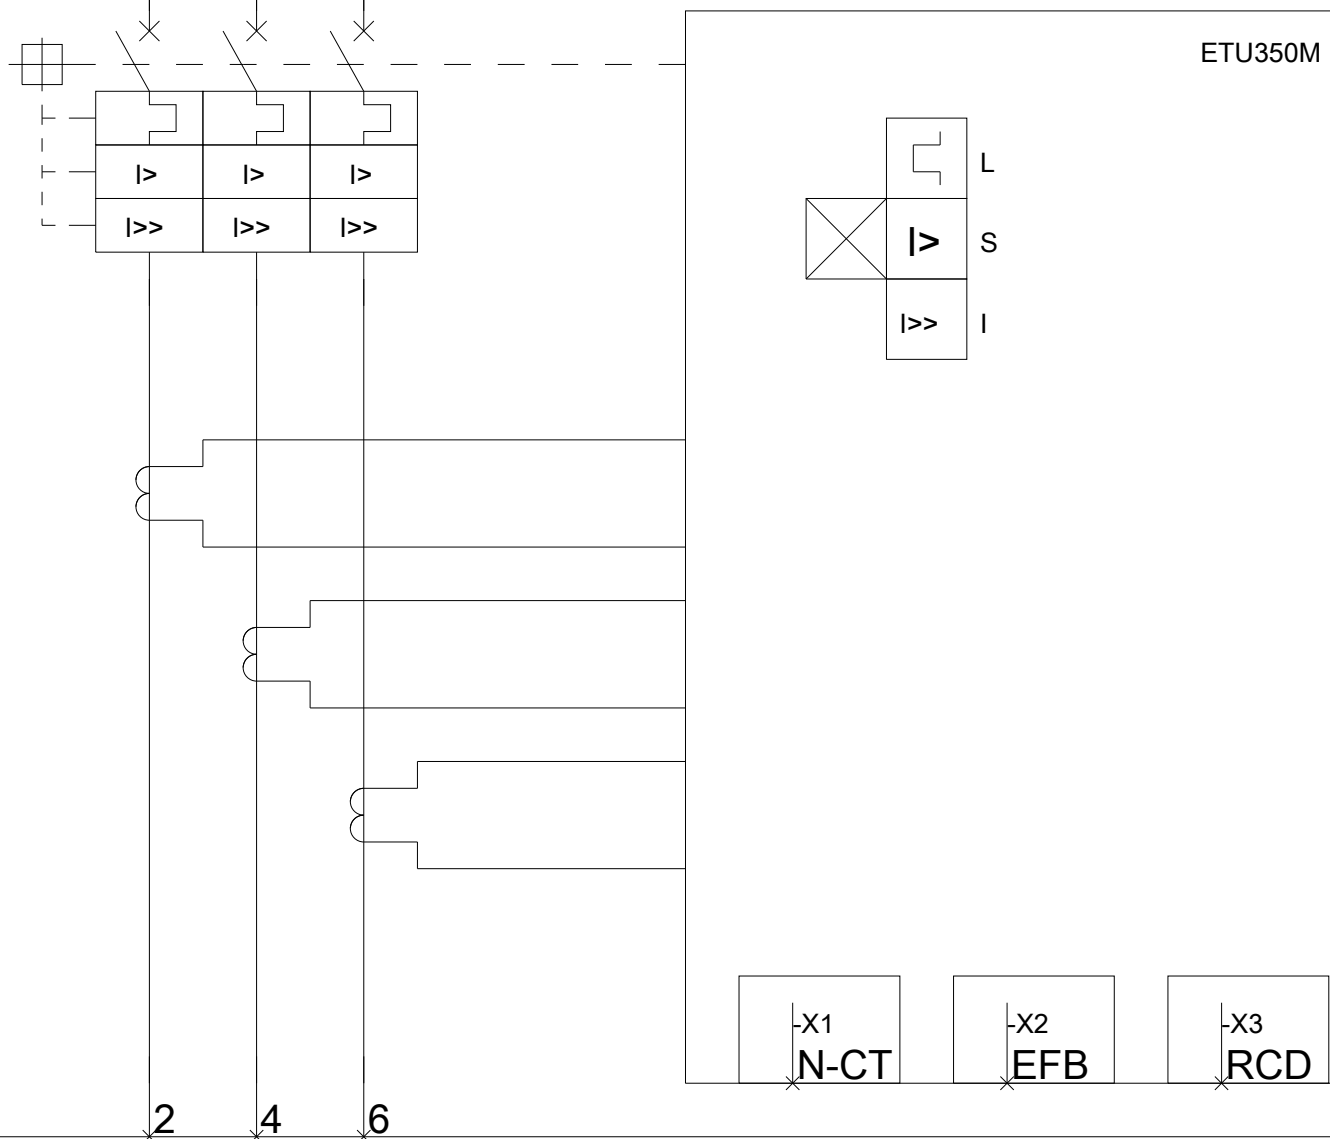 ETU350M
L
I> I> I> I> S
I>> I>> I>> I>> I
-X1 -X2 -X3
N-CT EFB RCD
2 4 6